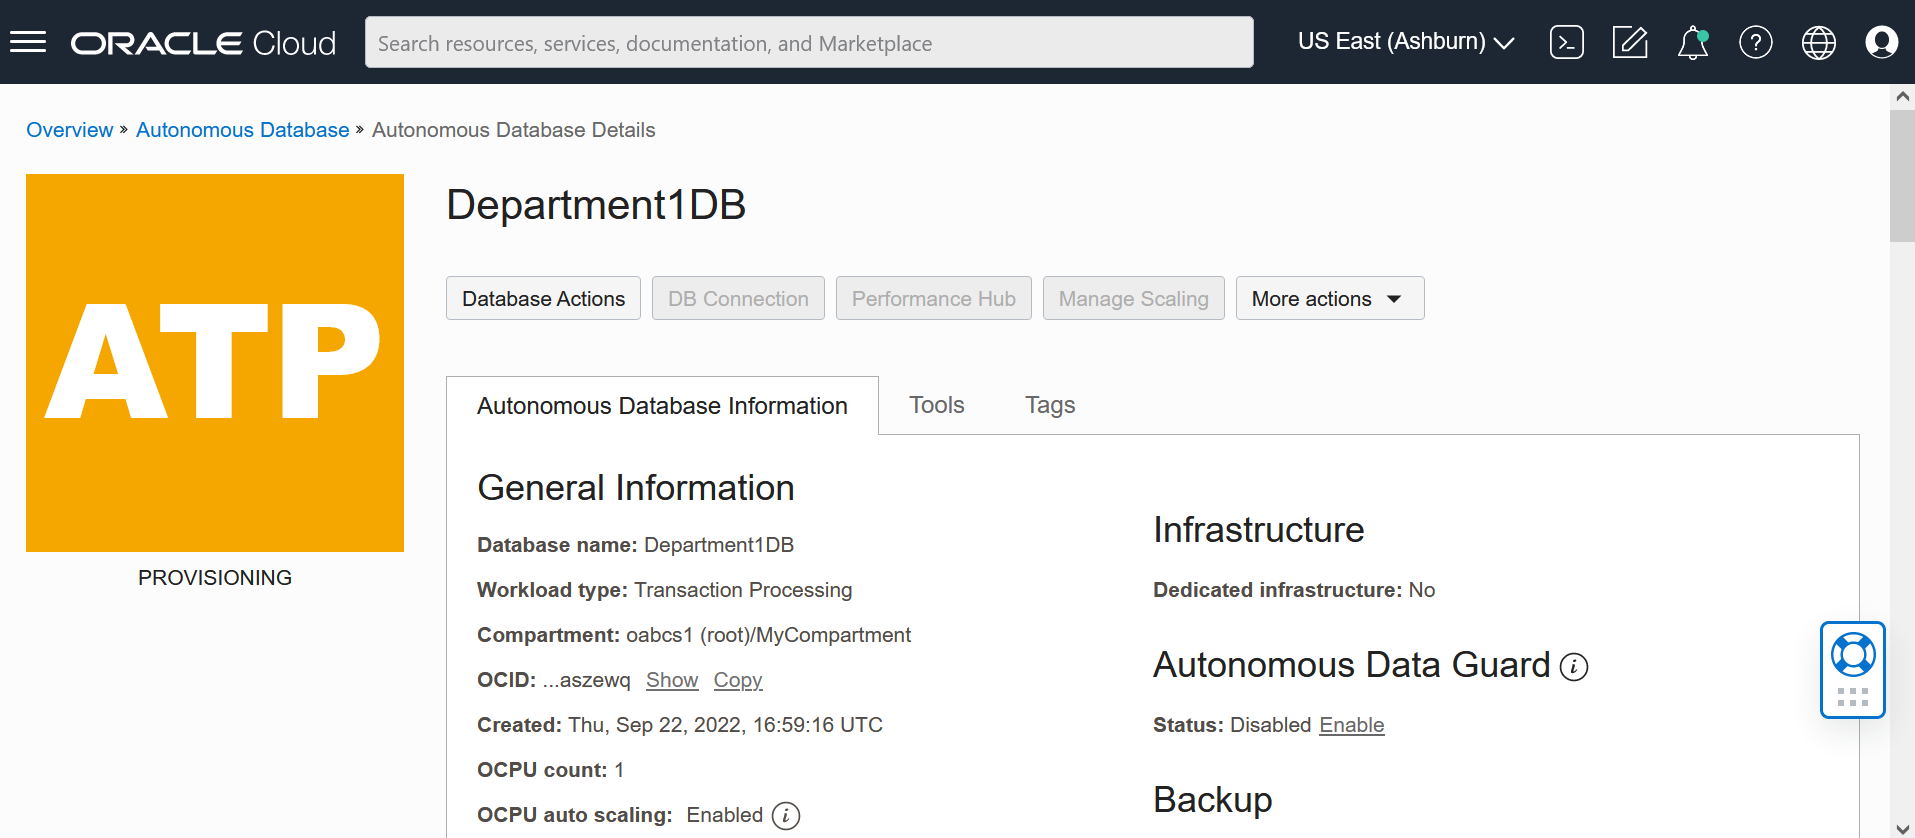 ORACLE Cloud
Search resources, services, documentation, and Marketplace
US East (Ashburn)
Overview » Autonomous Database » Autonomous Database Details
ATP
PROVISIONING
Department1DB
Database Actions
DB Connection
Performance Hub
Manage Scaling
More actions
Autonomous Database Information
Tools
Tags
General Information
Database name: Department1DB
Workload type: Transaction Processing
Compartment: oabcs1 (root)/MyCompartment
OCID: ...aszewq Show Copy
Created: Thu, Sep 22, 2022, 16:59:16 UTC
OCPU count: 1
OCPU auto scaling: Enabled
Infrastructure
Dedicated infrastructure: No
Autonomous Data Guard
Status: Disabled Enable
Backup